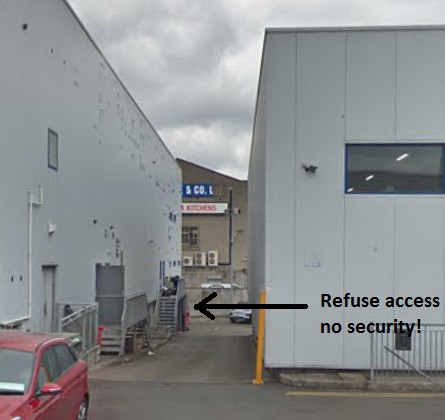 & CO. L
KITCHENS
Refuse access
no security!